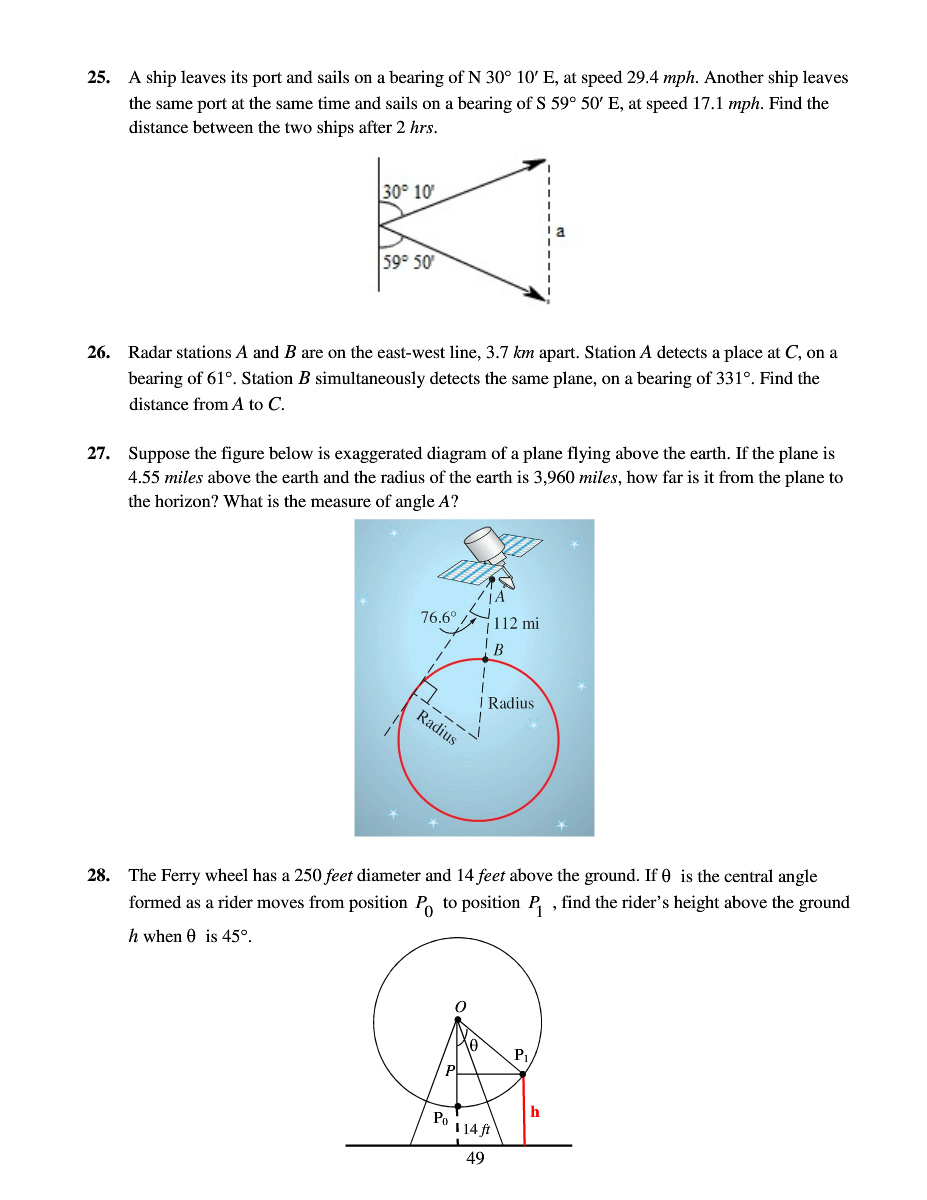 25. A ship leaves its port and sails on a bearing of N 30° 10′ E, at speed 29.4 mph. Another ship leaves
the same port at the same time and sails on a bearing of S 59° 50′ E, at speed 17.1 mph. Find the
distance between the two ships after 2 hrs.
30° 10'
a
59° 50'
26. Radar stations A and B are on the east-west line, 3.7 km apart. Station A detects a place at C, on a
bearing of 61°. Station B simultaneously detects the same plane, on a bearing of 331°. Find the
distance from A to C.
27. Suppose the figure below is exaggerated diagram of a plane flying above the earth. If the plane is
4.55 miles above the earth and the radius of the earth is 3,960 miles, how far is it from the plane to
the horizon? What is the measure of angle A?
A
76.6°
112 mi
B
Radius
Radius
28. The Ferry wheel has a 250 feet diameter and 14 feet above the ground. If θ is the central angle
formed as a rider moves from position P₀ to position P₁ , find the rider’s height above the ground
h when θ is 45°.
O
θ
P₁
P
h
P₀
14 ft
49